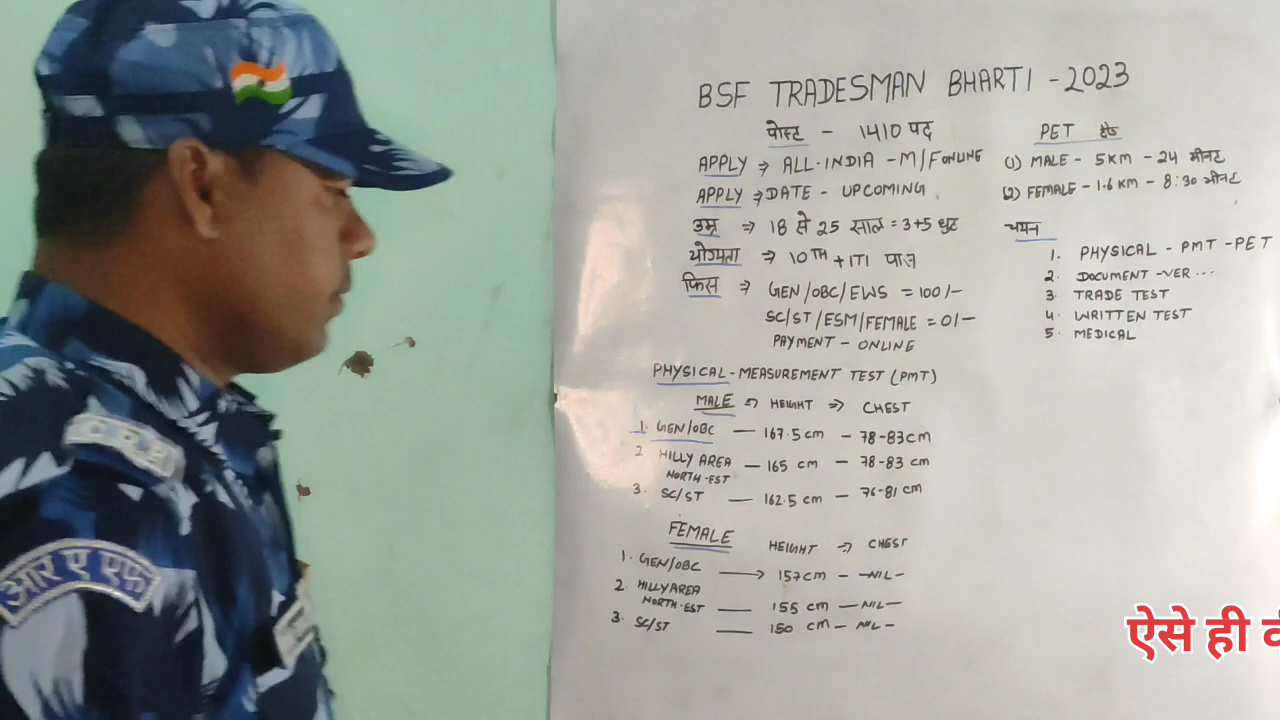 BSF TRADESMAN BHARTI - 2023
पोस्ट - 1410 पद
APPLY ⇒ ALL-INDIA - M/F ONLINE
APPLY ⇒ DATE - UPCOMING
उम्र ⇒ 18 से 25 साल = 3+5 छुट
योग्यता ⇒ 10TH + ITI पास
फिस ⇒ GEN/OBC/EWS = 100/-
SC/ST/ESM/FEMALE = 0/-
PAYMENT - ONLINE
PET
(1) MALE - 5 KM - 24 मीनट
(2) FEMALE - 1.6 KM - 8:30 मीनट
चयन
1. PHYSICAL - PMT - PET
2. DOCUMENT - VER...
3. TRADE TEST
4. WRITTEN TEST
5. MEDICAL
PHYSICAL - MEASUREMENT TEST (PMT)
MALE ⇒ HEIGHT ⇒ CHEST
1. GEN/OBC — 167.5 cm - 78-83 cm
2. HILLY AREA — 165 cm - 78-83 cm
NORTH-EST
3. SC/ST — 162.5 cm - 76-81 cm
FEMALE HEIGHT ⇒ CHEST
1. GEN/OBC → 157 cm - NIL -
2. HILLY AREA
NORTH-EST — 155 cm - NIL -
3. SC/ST — 150 cm - NIL -
आर ए एफ
ऐसे ही